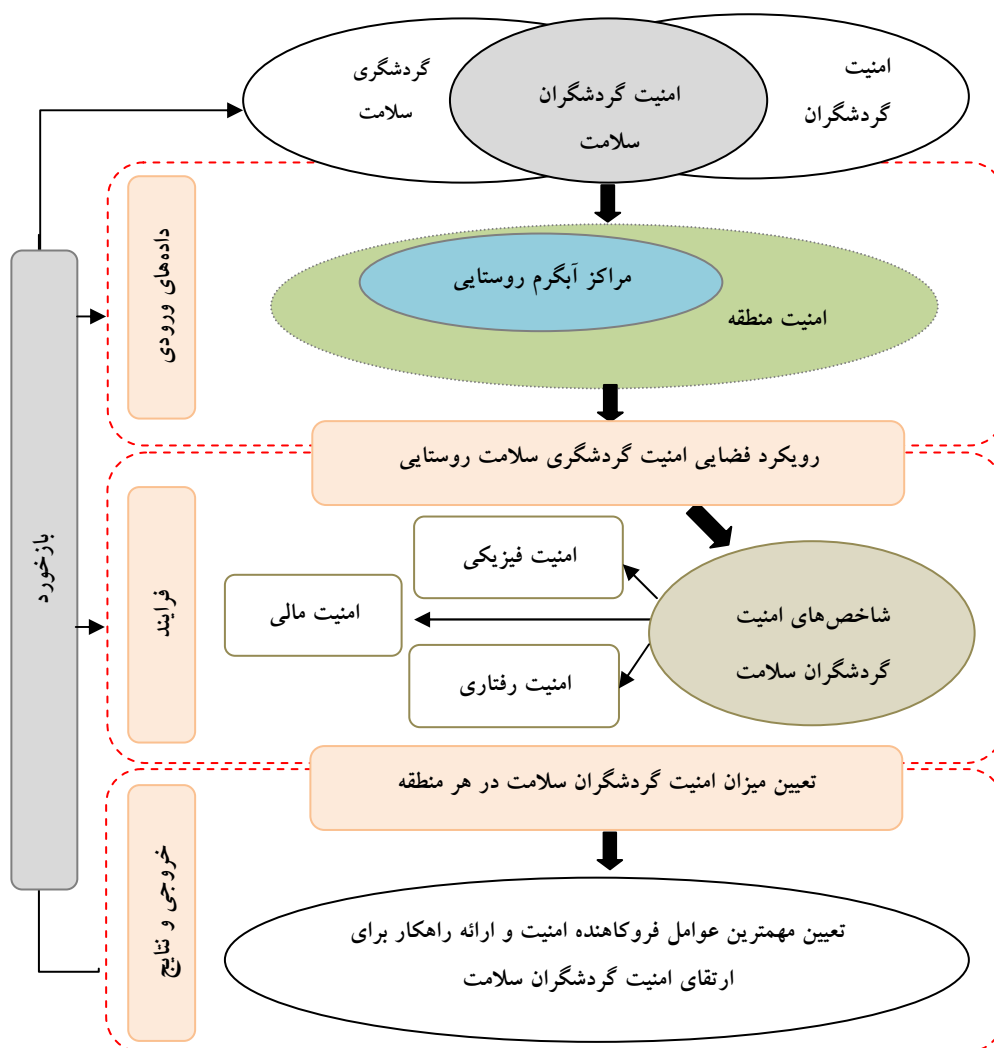 امنیت
گردشگران
امنیت گردشگران
سلامت
گردشگری
سلامت
داده‌های ورودی
مراکز آبگرم روستایی
امنیت منطقه
رویکرد فضایی امنیت گردشگری سلامت روستایی
بازخورد
فرایند
شاخص‌های امنیت
گردشگران سلامت
امنیت فیزیکی
امنیت مالی
امنیت رفتاری
تعیین میزان امنیت گردشگران سلامت در هر منطقه
خروجی و نتایج
تعیین مهمترین عوامل فروکاهنده امنیت و ارائه راهکار برای
ارتقای امنیت گردشگران سلامت